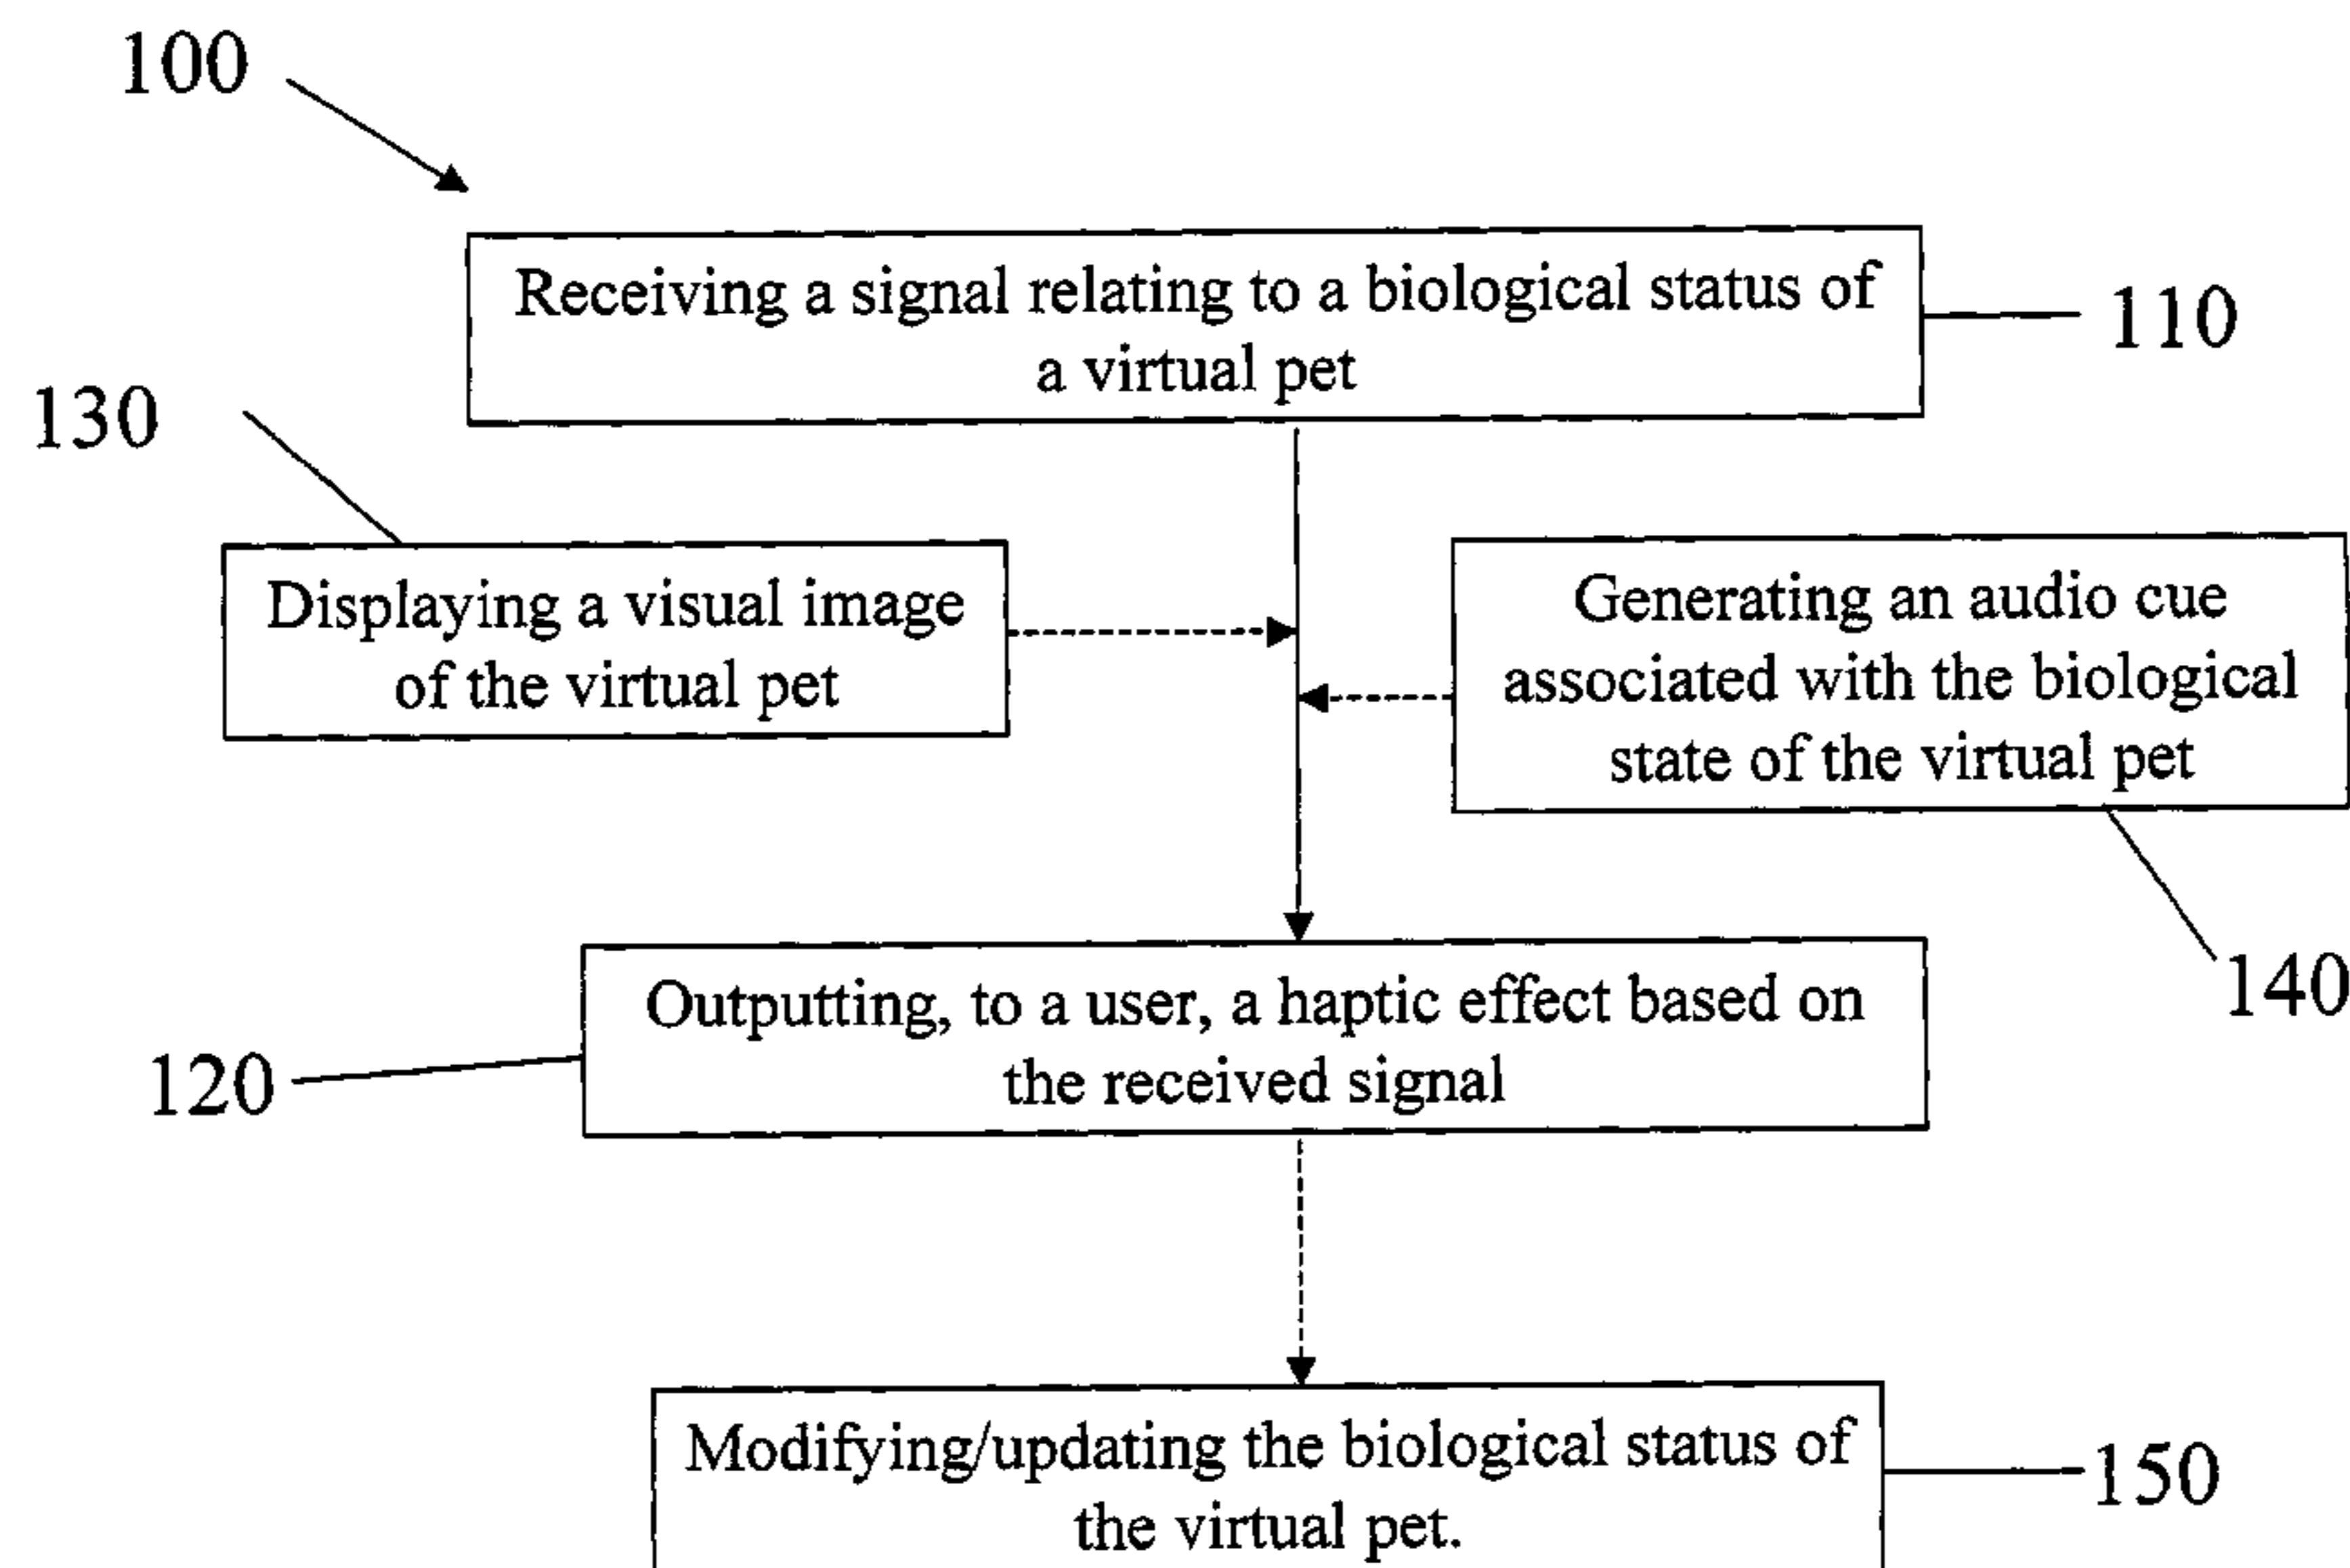 100
Receiving a signal relating to a biological status of
a virtual pet
110
130
Displaying a visual image
of the virtual pet
Generating an audio cue
associated with the biological
state of the virtual pet
140
Outputting, to a user, a haptic effect based on
the received signal
120
Modifying/updating the biological status of
the virtual pet.
150